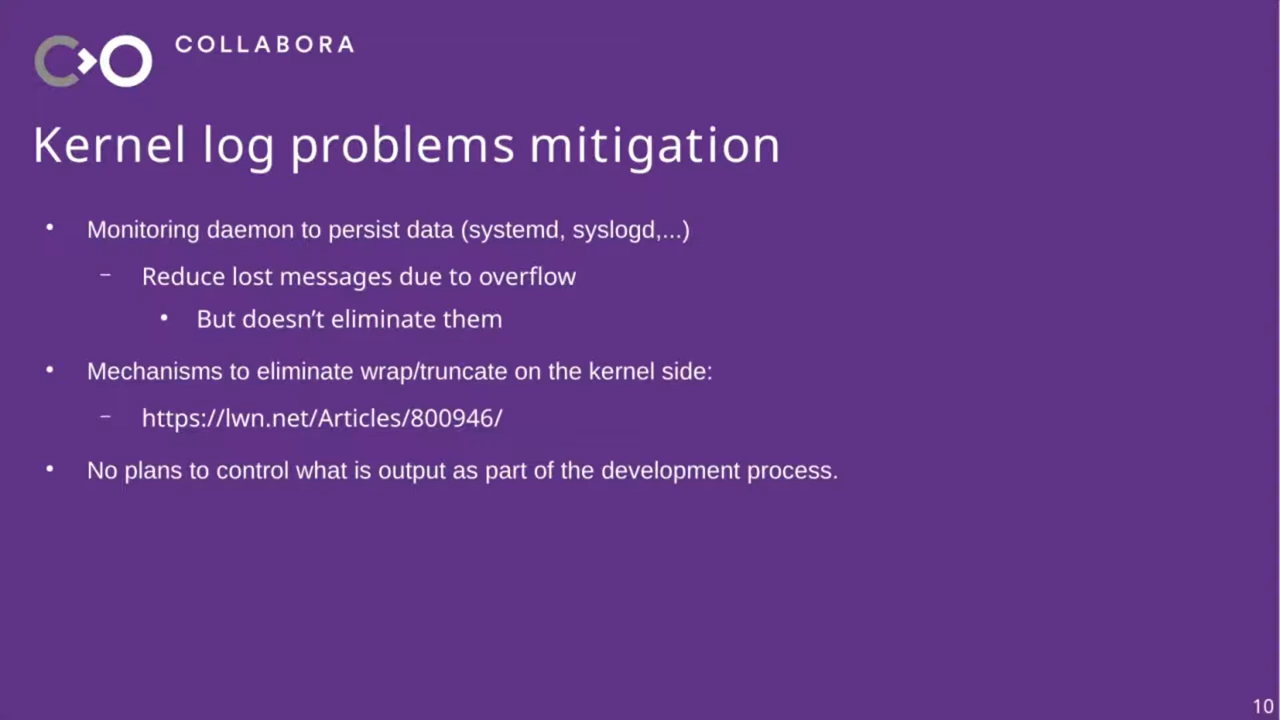 COLLABORA
Kernel log problems mitigation
• Monitoring daemon to persist data (systemd, syslogd,...)
– Reduce lost messages due to overflow
• But doesn’t eliminate them
• Mechanisms to eliminate wrap/truncate on the kernel side:
– https://lwn.net/Articles/800946/
• No plans to control what is output as part of the development process.
10